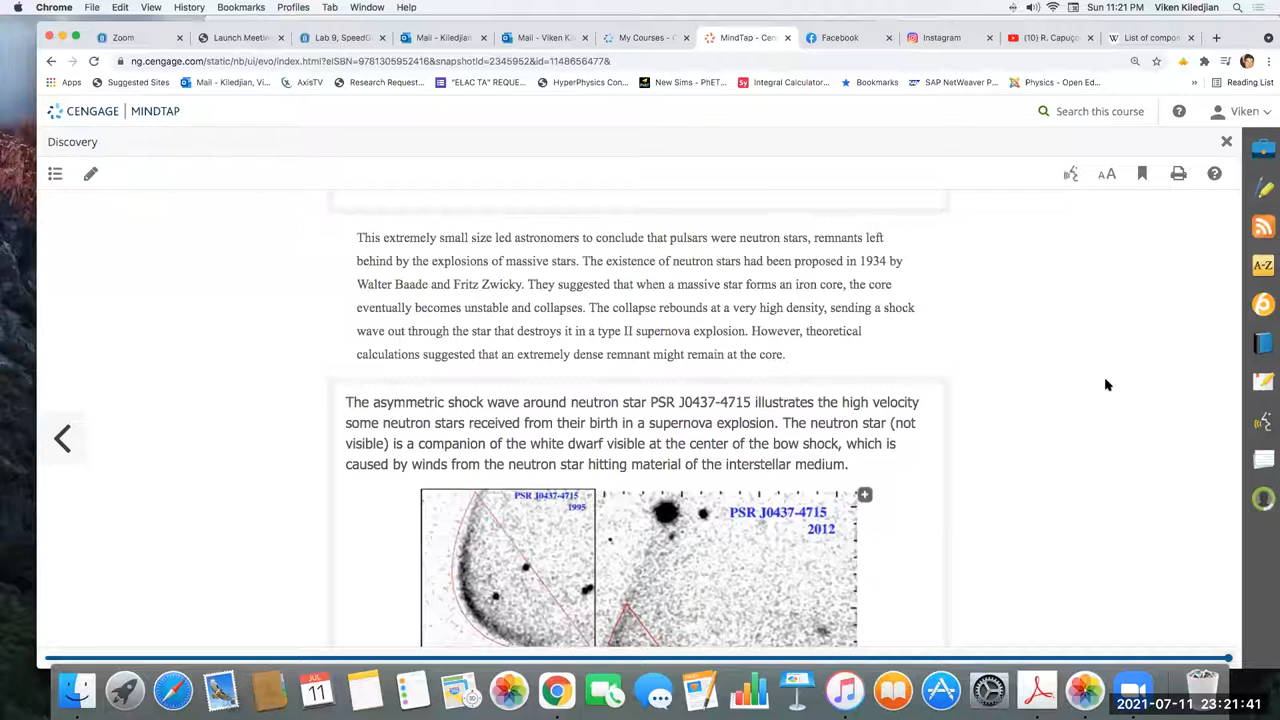 Chrome File Edit View History Bookmarks Profiles Tab Window Help Sun 11:21 PM Viken Kiledjian
Zoom Launch Meetin Lab 9, SpeedG Mail - Kiledjian, Mail - Viken K My Courses - C MindTap - Cen Facebook Instagram (10) R. Capuço List of compos
ng.cengage.com/static/nb/ui/evo/index.html?eISBN=9781305952416&snapshotId=2345952&id=1148656477&
Apps Suggested Sites Mail - Kiledjian, Vi... AxisTV Research Request... "ELAC TA" REQUE... HyperPhysics Con... New Sims - PhET... Integral Calculator... Bookmarks SAP NetWeaver P... Physics - Open Ed... » Reading List
CENGAGE | MINDTAP Search this course Viken
Discovery
AA
This extremely small size led astronomers to conclude that pulsars were neutron stars, remnants left
behind by the explosions of massive stars. The existence of neutron stars had been proposed in 1934 by
Walter Baade and Fritz Zwicky. They suggested that when a massive star forms an iron core, the core
eventually becomes unstable and collapses. The collapse rebounds at a very high density, sending a shock
wave out through the star that destroys it in a type II supernova explosion. However, theoretical
calculations suggested that an extremely dense remnant might remain at the core.
The asymmetric shock wave around neutron star PSR J0437-4715 illustrates the high velocity
some neutron stars received from their birth in a supernova explosion. The neutron star (not
visible) is a companion of the white dwarf visible at the center of the bow shock, which is
caused by winds from the neutron star hitting material of the interstellar medium.
PSR J0437-4715
1995
PSR J0437-4715
2012
A-Z
JUL
11
2021-07-11 23:21:41